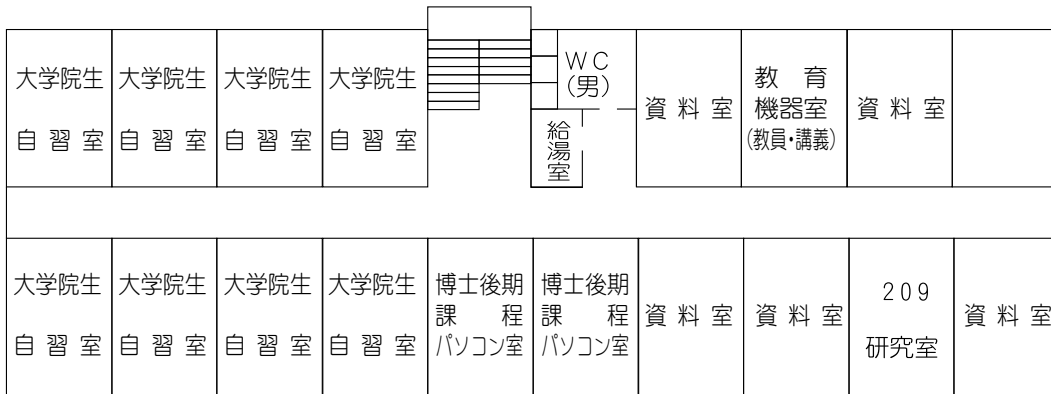 大学院生
自習室
大学院生
自習室
大学院生
自習室
大学院生
自習室
WC
(男)
給湯室
資料室
教育
機器室
(教員・講義)
資料室
大学院生
自習室
大学院生
自習室
大学院生
自習室
大学院生
自習室
博士後期
課程
パソコン室
博士後期
課程
パソコン室
資料室
資料室
209
研究室
資料室